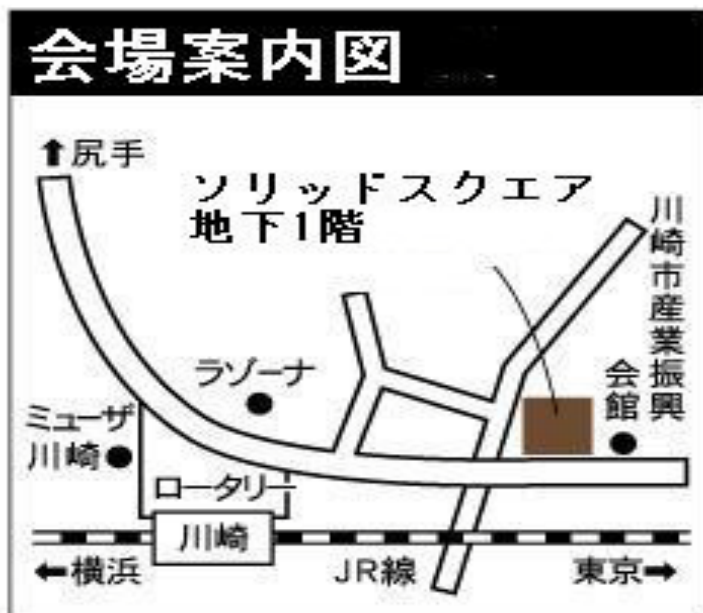 会場案内図
↑尻手
ソリッドスクエア
地下1階
川崎市産業振興
会館
ラゾーナ
ミューザ
川崎
ロータリー
川崎
←横浜
JR線
東京→